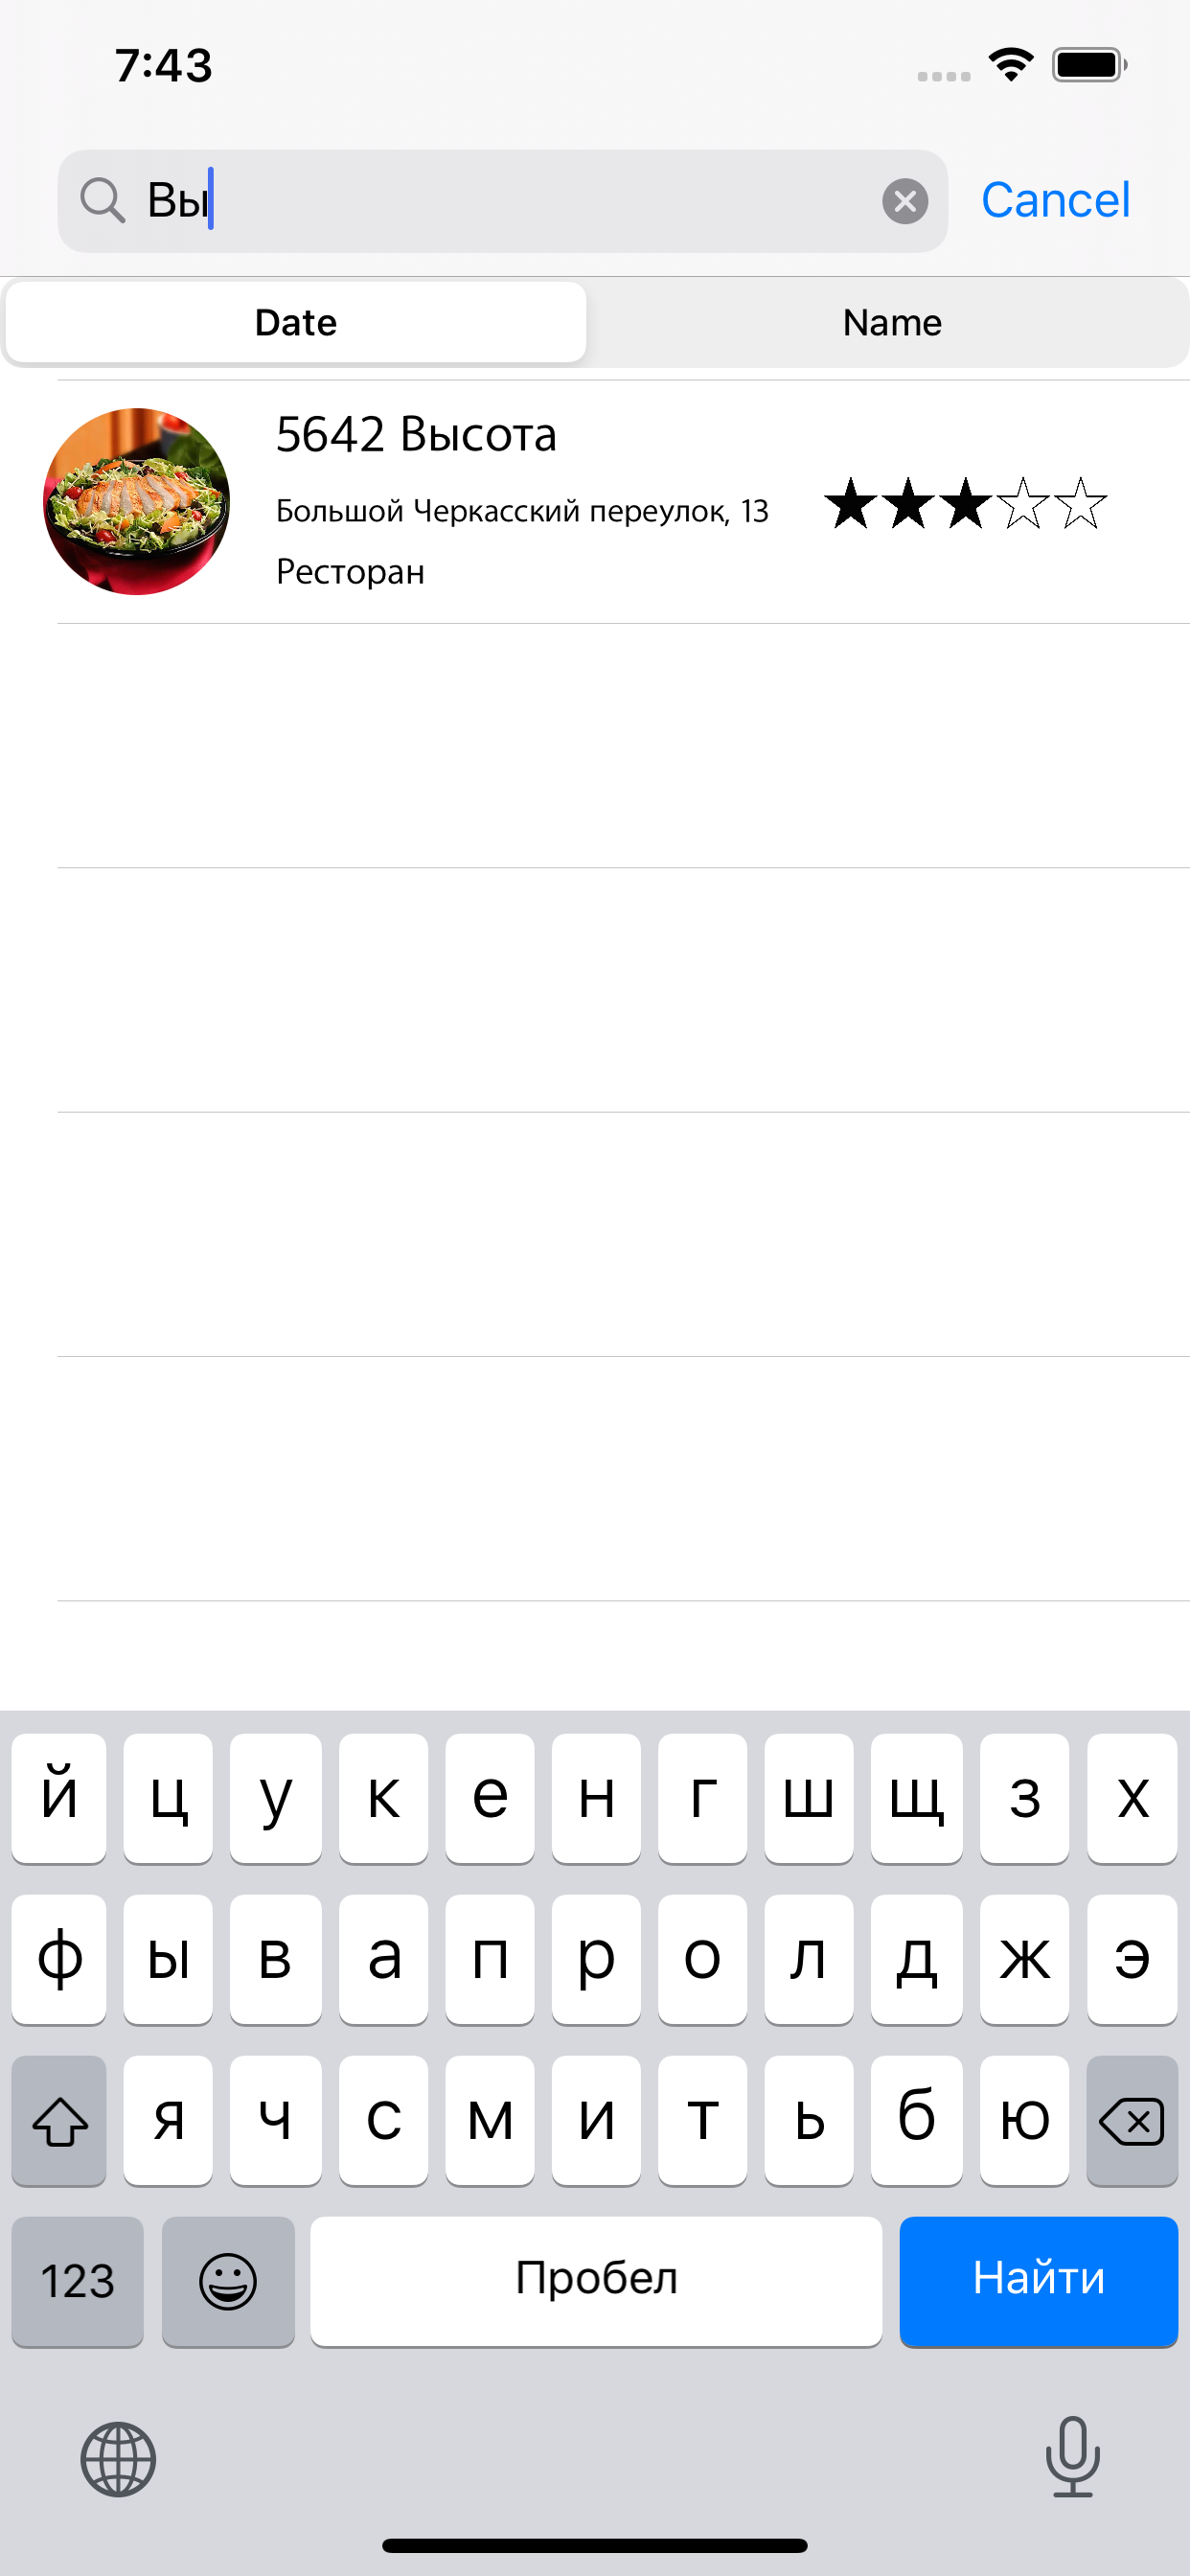 7:43
Вы
Cancel
Date
Name
5642 Высота
Большой Черкасский переулок, 13
Ресторан
й ц у к е н г ш щ з х
ф ы в а п р о л д ж э
я ч с м и т ь б ю
123
Пробел
Найти